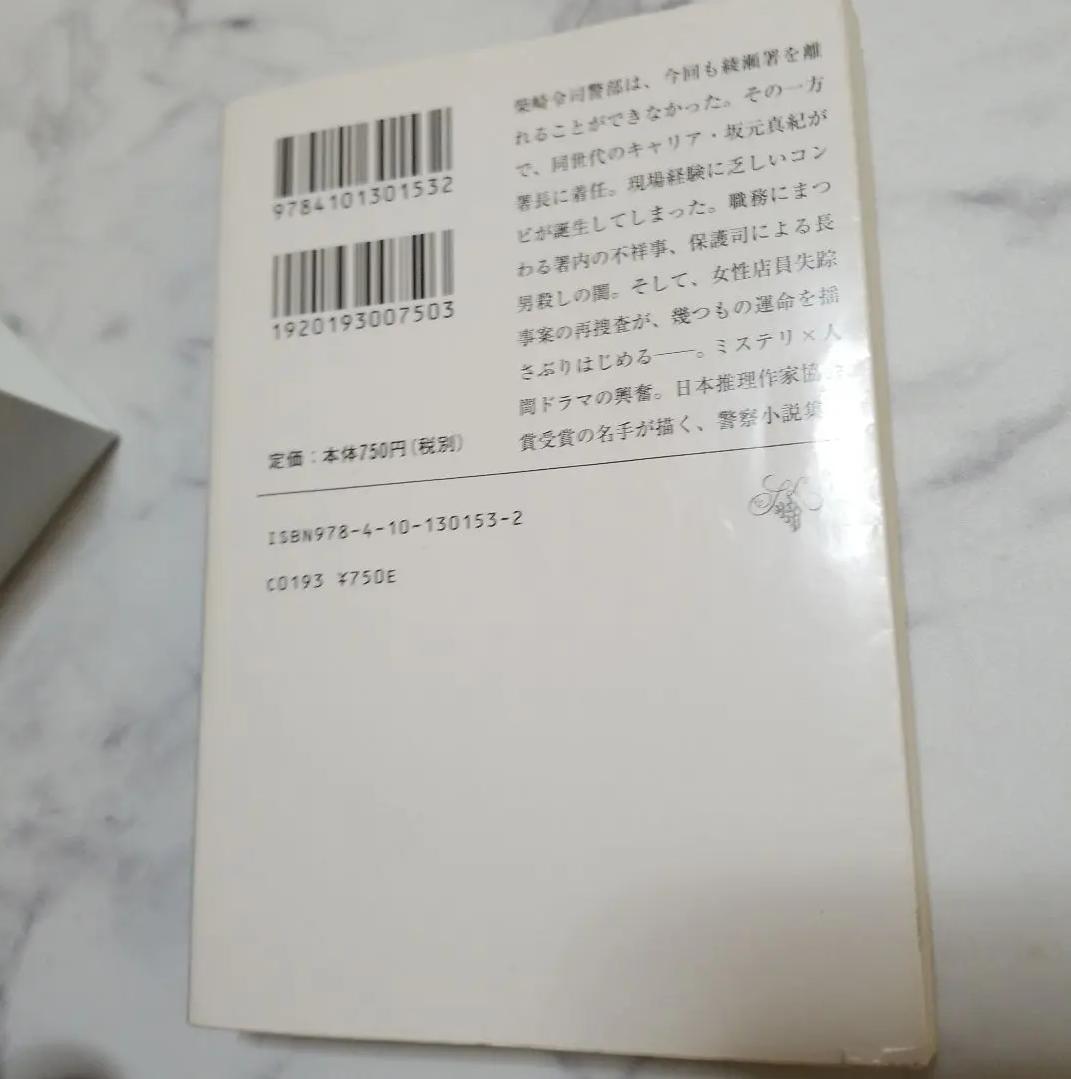 9784101301532
1920193007503
定価：本体750円(税別)
ISBN978-4-10-130153-2
C0193 ¥750E
柴崎令司警部は、今回も綾瀬署を離
れることができなかった。その一方
で、同世代のキャリア・坂元真紀が
署長に着任。現場経験に乏しいコン
ビが誕生してしまった。職務にまつ
わる署内の不祥事、保護司による長
男殺しの闇。そして、女性店員失踪
事案の再捜査が、幾つもの運命を揺
さぶりはじめる――。ミステリ×人
間ドラマの興奮。日本推理作家協
賞受賞の名手が描く、警察小説集